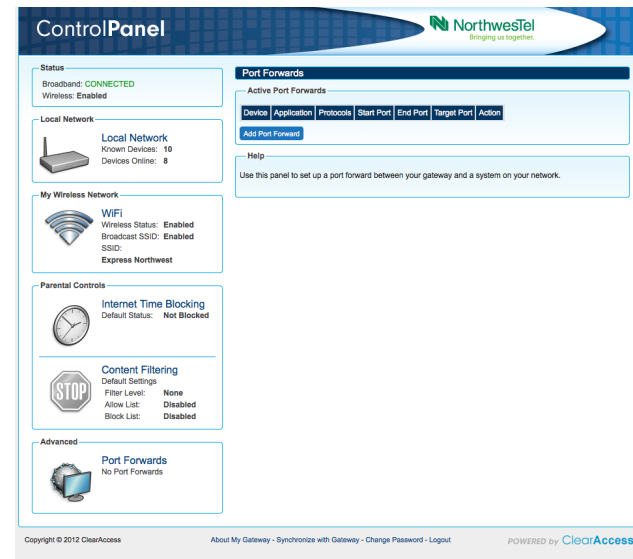 ControlPanel
NorthwesTel
Bringing us together.
Status
Broadband: CONNECTED
Wireless: Enabled
Local Network
Local Network
Known Devices: 10
Devices Online: 8
My Wireless Network
WiFi
Wireless Status: Enabled
Broadcast SSID: Enabled
SSID:
Express Northwest
Parental Controls
Internet Time Blocking
Default Status: Not Blocked
STOP
Content Filtering
Default Settings
Filter Level: None
Allow List: Disabled
Block List: Disabled
Advanced
Port Forwards
No Port Forwards
Port Forwards
Active Port Forwards
Device Application Protocols Start Port End Port Target Port Action
Add Port Forward
Help
Use this panel to set up a port forward between your gateway and a system on your network.
Copyright © 2012 ClearAccess
About My Gateway - Synchronize with Gateway - Change Password - Logout
POWERED by ClearAccess